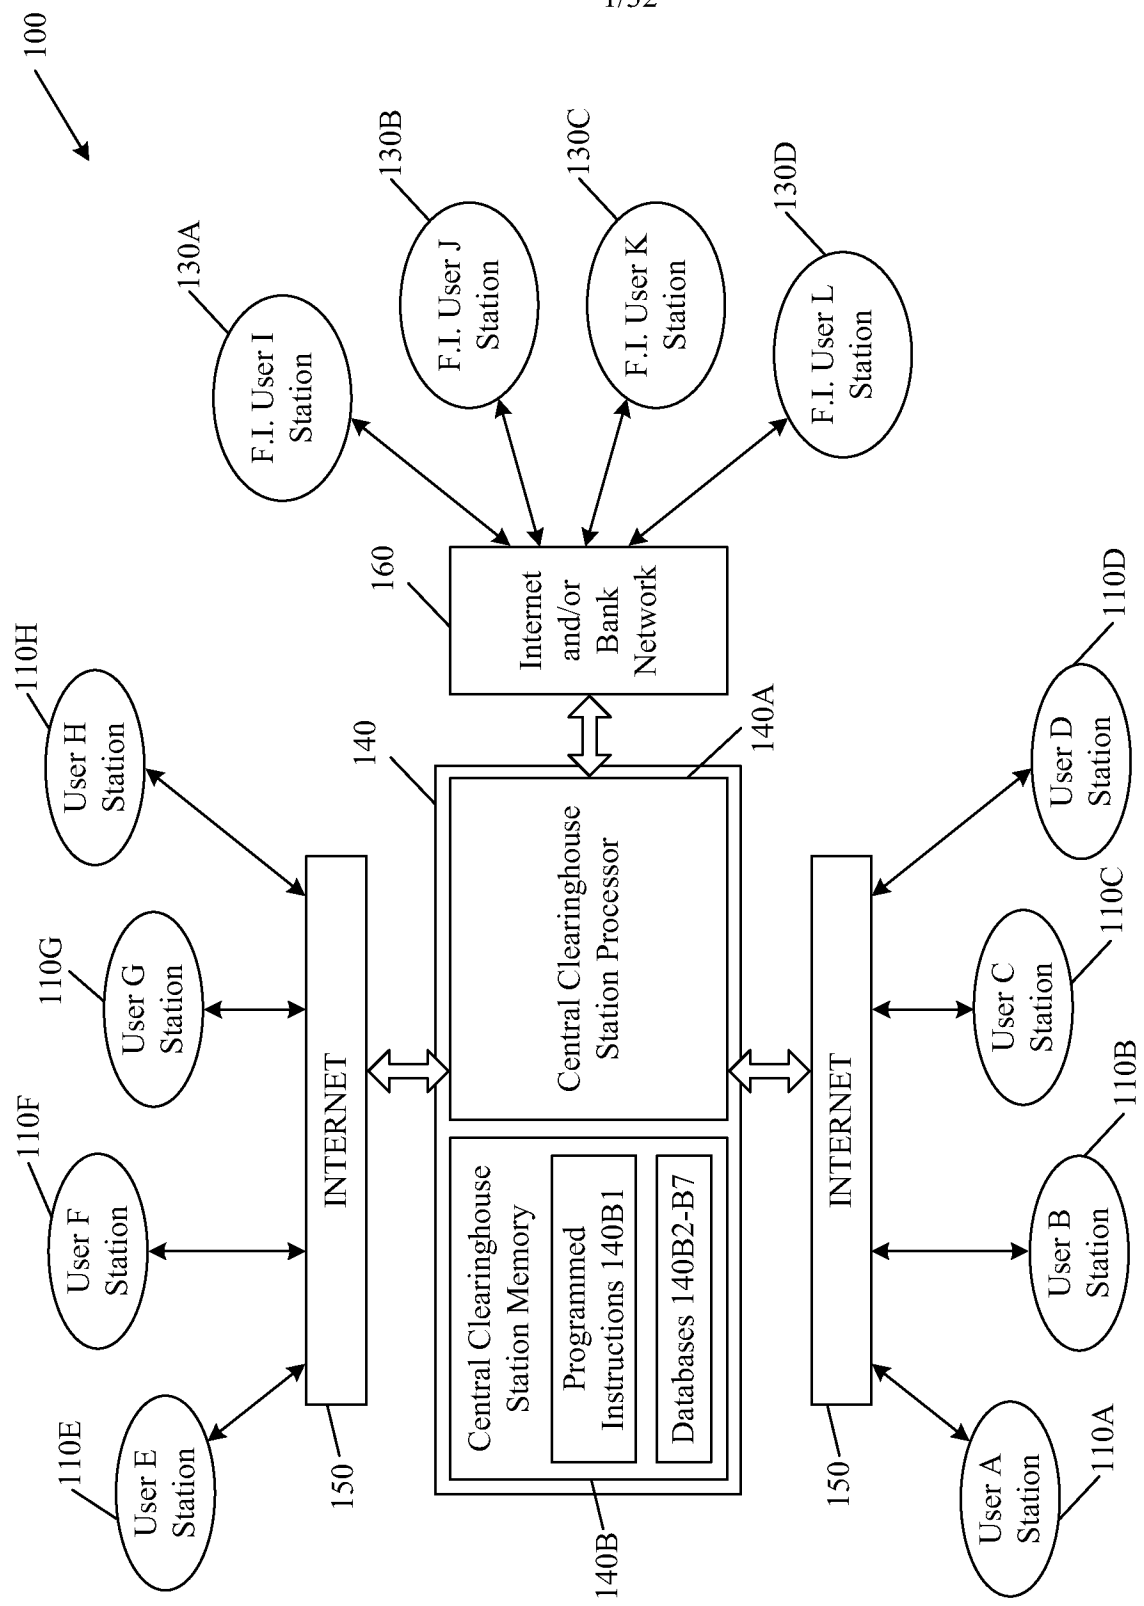 1/32
100
110E
User E
Station
110F
User F
Station
110G
User G
Station
110H
User H
Station
150
INTERNET
130A
F.I. User I
Station
130B
F.I. User J
Station
130C
F.I. User K
Station
130D
F.I. User L
Station
160
Internet
and/or
Bank
Network
140
140A
Central Clearinghouse
Station Processor
140B
Central Clearinghouse
Station Memory
Programmed
Instructions 140B1
Databases 140B2-B7
150
INTERNET
User A
Station
110A
User B
Station
110B
User C
Station
110C
User D
Station
110D